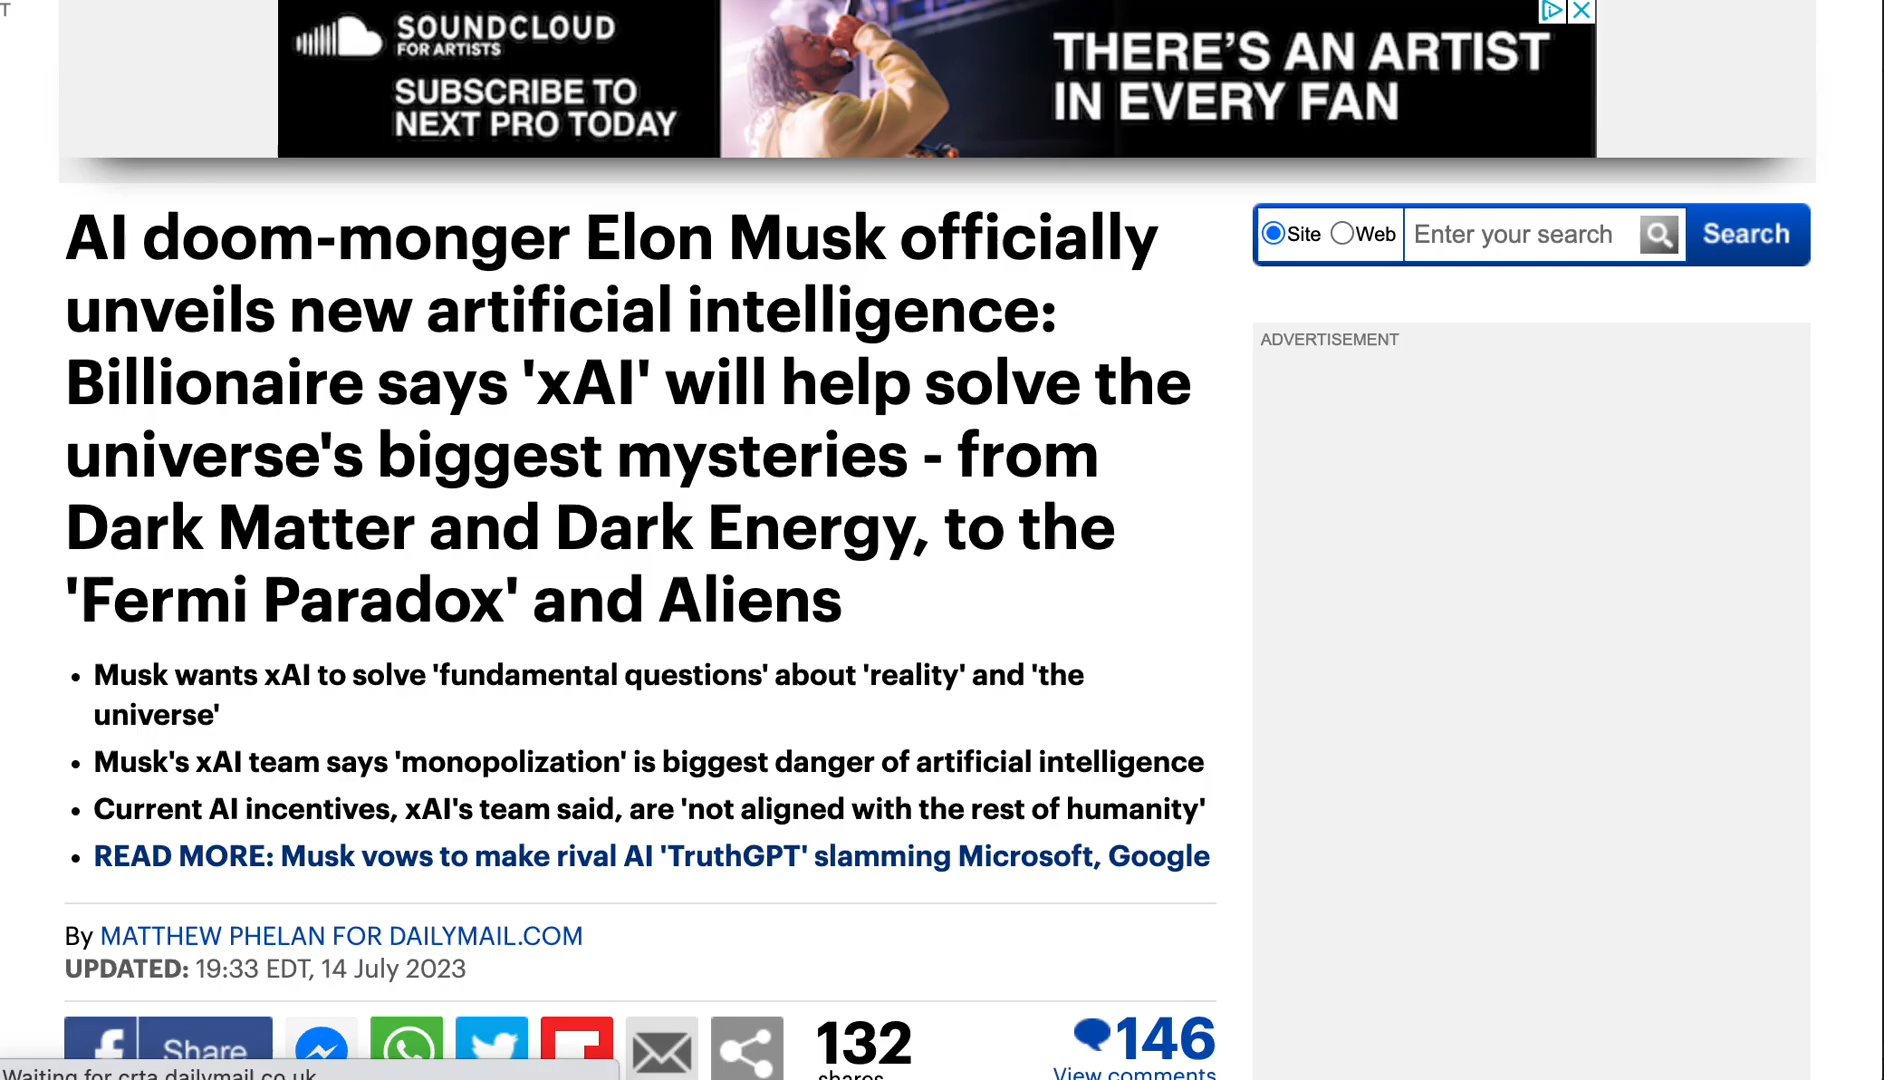 T
SOUNDCLOUD
FOR ARTISTS
SUBSCRIBE TO
NEXT PRO TODAY
THERE'S AN ARTIST
IN EVERY FAN
AI doom-monger Elon Musk officially
unveils new artificial intelligence:
Billionaire says 'xAI' will help solve the
universe's biggest mysteries - from
Dark Matter and Dark Energy, to the
'Fermi Paradox' and Aliens
Site Web Enter your search Search
ADVERTISEMENT
• Musk wants xAI to solve 'fundamental questions' about 'reality' and 'the
universe'
• Musk's xAI team says 'monopolization' is biggest danger of artificial intelligence
• Current AI incentives, xAI's team said, are 'not aligned with the rest of humanity'
• READ MORE: Musk vows to make rival AI 'TruthGPT' slamming Microsoft, Google
By MATTHEW PHELAN FOR DAILYMAIL.COM
UPDATED: 19:33 EDT, 14 July 2023
Share
132
shares
146
View comments
Waiting for crta.dailymail.co.uk